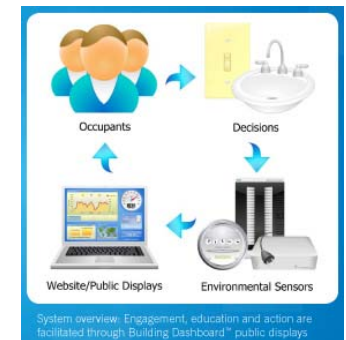 Occupants
Decisions
Website/Public Displays
Environmental Sensors
System overview: Engagement, education and action are
facilitated through Building Dashboard™ public displays